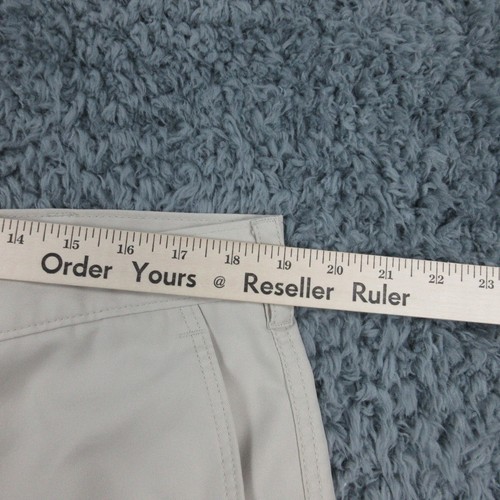 14 15 16 17 18 19 20 21 22 23
Order Yours @ Reseller Ruler